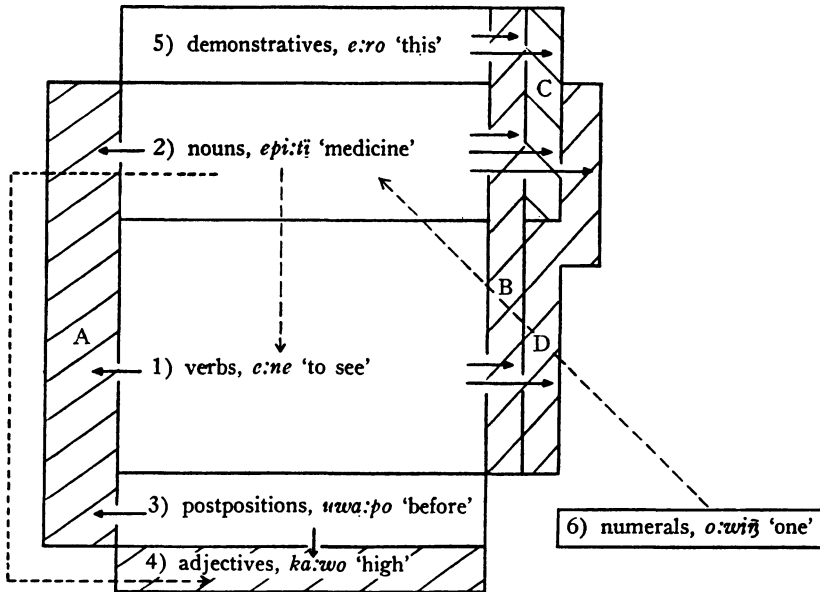 5) demonstratives, e:ro 'this'
C
2) nouns, epi:tï 'medicine'
B
A
D
1) verbs, e:ne 'to see'
3) postpositions, uwa:po 'before'
6) numerals, 'one'
4) adjectives, ka:wo 'high'